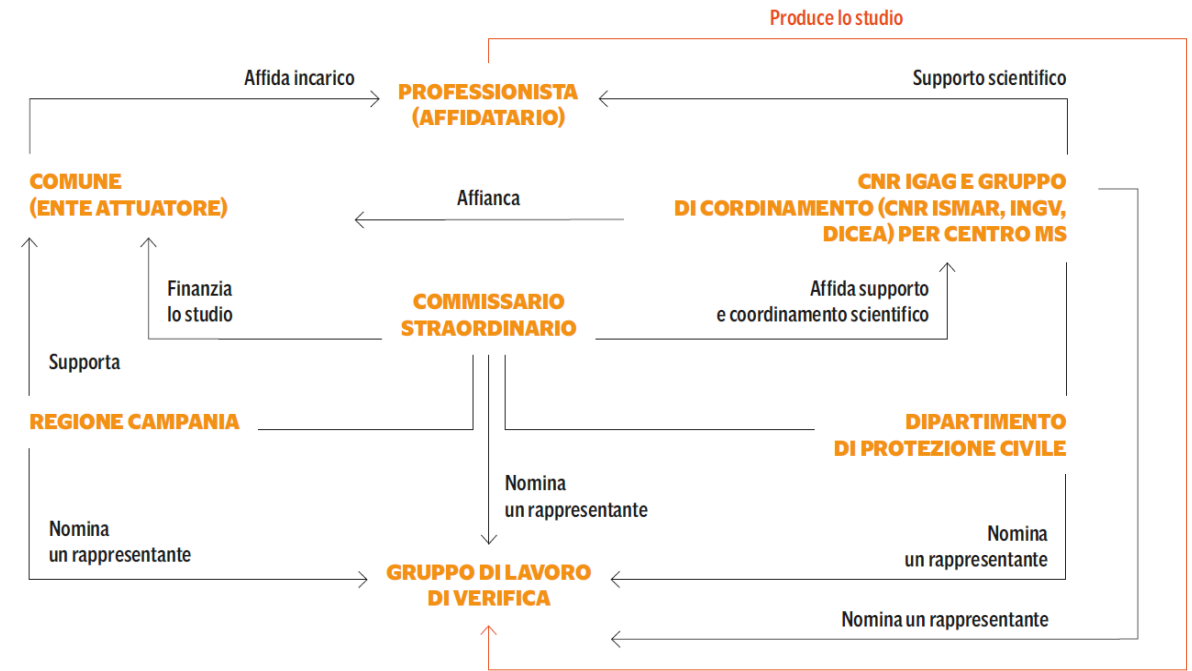 Produce lo studio
Affida incarico
Supporto scientifico
PROFESSIONISTA
(AFFIDATARIO)
COMUNE
(ENTE ATTUATORE)
Affianca
CNR IGAG E GRUPPO
DI CORDINAMENTO (CNR ISMAR, INGV,
DICEA) PER CENTRO MS
Finanzia
lo studio
COMMISSARIO
STRAORDINARIO
Affida supporto
e coordinamento scientifico
Supporta
REGIONE CAMPANIA
DIPARTIMENTO
DI PROTEZIONE CIVILE
Nomina
un rappresentante
Nomina
un rappresentante
Nomina
un rappresentante
GRUPPO DI LAVORO
DI VERIFICA
Nomina un rappresentante